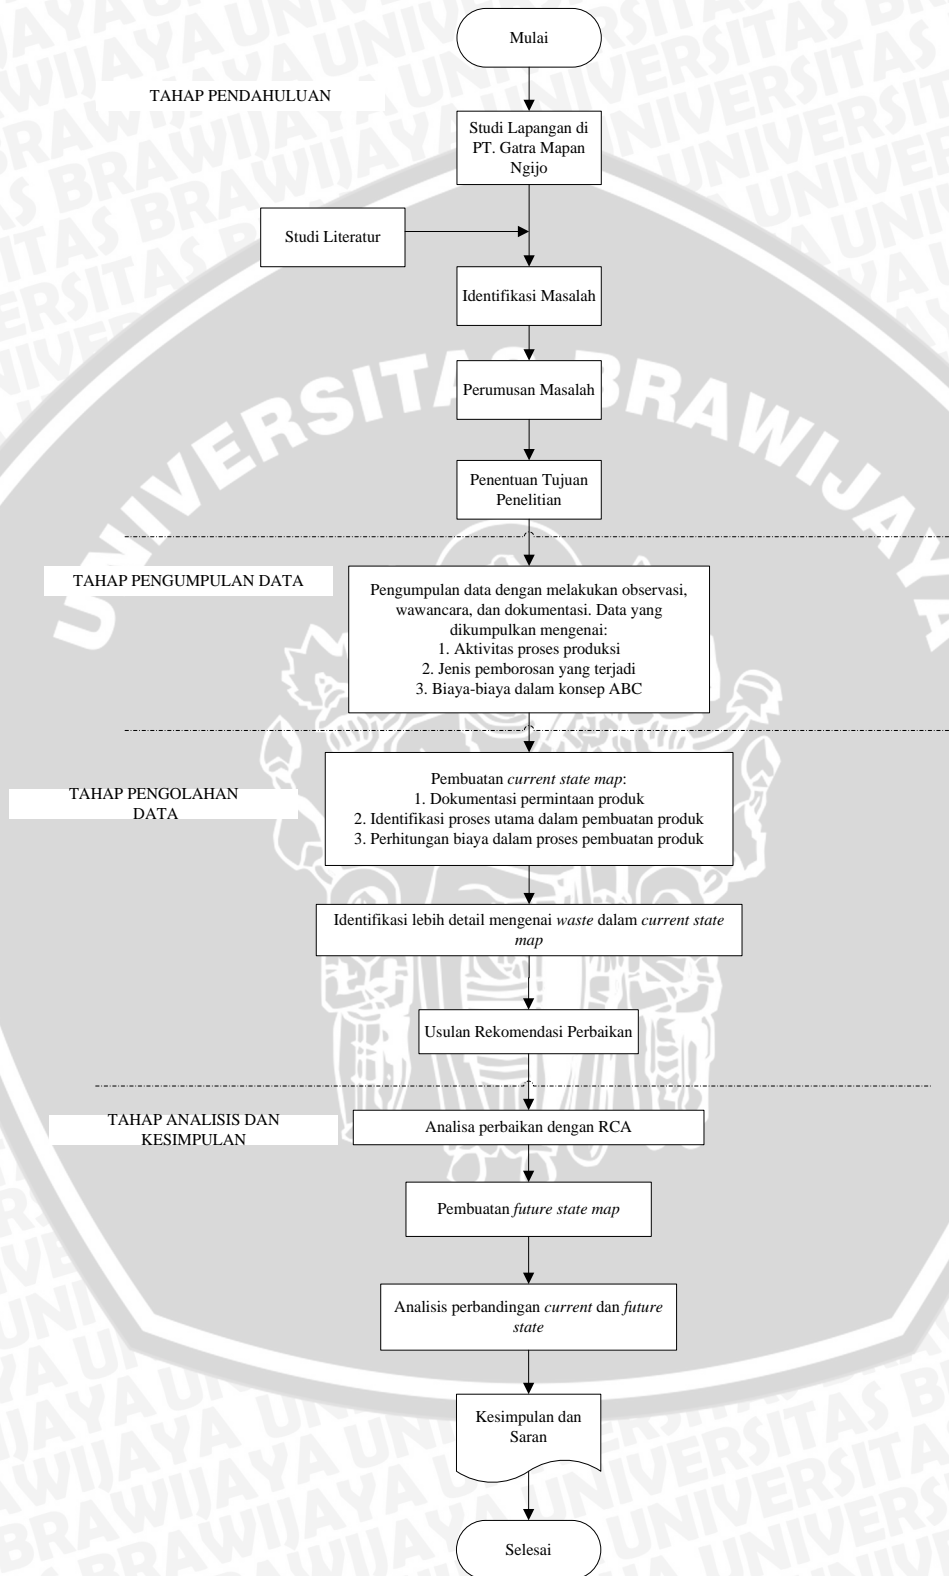 Mulai
TAHAP PENDAHULUAN
Studi Lapangan di
PT. Gatra Mapan
Ngijo
Studi Literatur
Identifikasi Masalah
UNIVERSITAS BRAWIJAYA
Perumusan Masalah
Penentuan Tujuan
Penelitian
TAHAP PENGUMPULAN DATA
Pengumpulan data dengan melakukan observasi,
wawancara, dan dokumentasi. Data yang
dikumpulkan mengenai:
1. Aktivitas proses produksi
2. Jenis pemborosan yang terjadi
3. Biaya-biaya dalam konsep ABC
TAHAP PENGOLAHAN
DATA
Pembuatan current state map:
1. Dokumentasi permintaan produk
2. Identifikasi proses utama dalam pembuatan produk
3. Perhitungan biaya dalam proses pembuatan produk
Identifikasi lebih detail mengenai waste dalam current state
map
Usulan Rekomendasi Perbaikan
TAHAP ANALISIS DAN
KESIMPULAN
Analisa perbaikan dengan RCA
Pembuatan future state map
Analisis perbandingan current dan future
state
Kesimpulan dan
Saran
Selesai